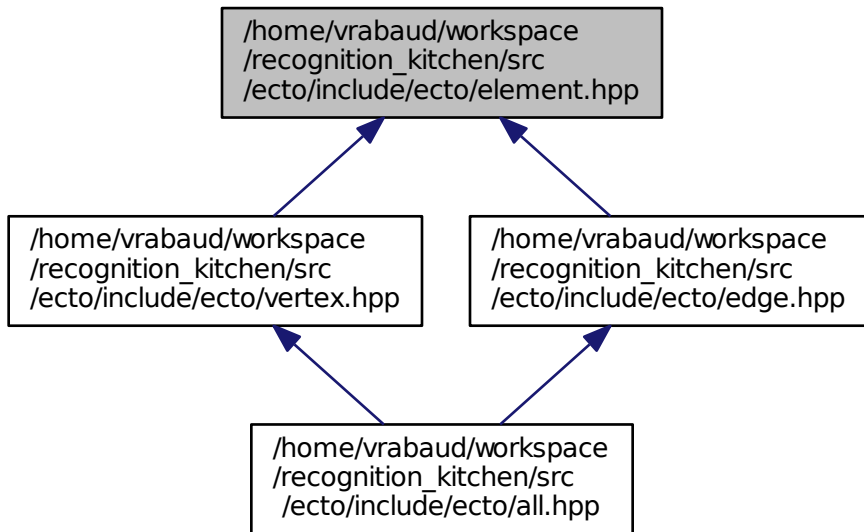 /home/vrabaud/workspace
/recognition_kitchen/src
/ecto/include/ecto/element.hpp
/home/vrabaud/workspace
/recognition_kitchen/src
/ecto/include/ecto/vertex.hpp
/home/vrabaud/workspace
/recognition_kitchen/src
/ecto/include/ecto/edge.hpp
/home/vrabaud/workspace
/recognition_kitchen/src
/ecto/include/ecto/all.hpp